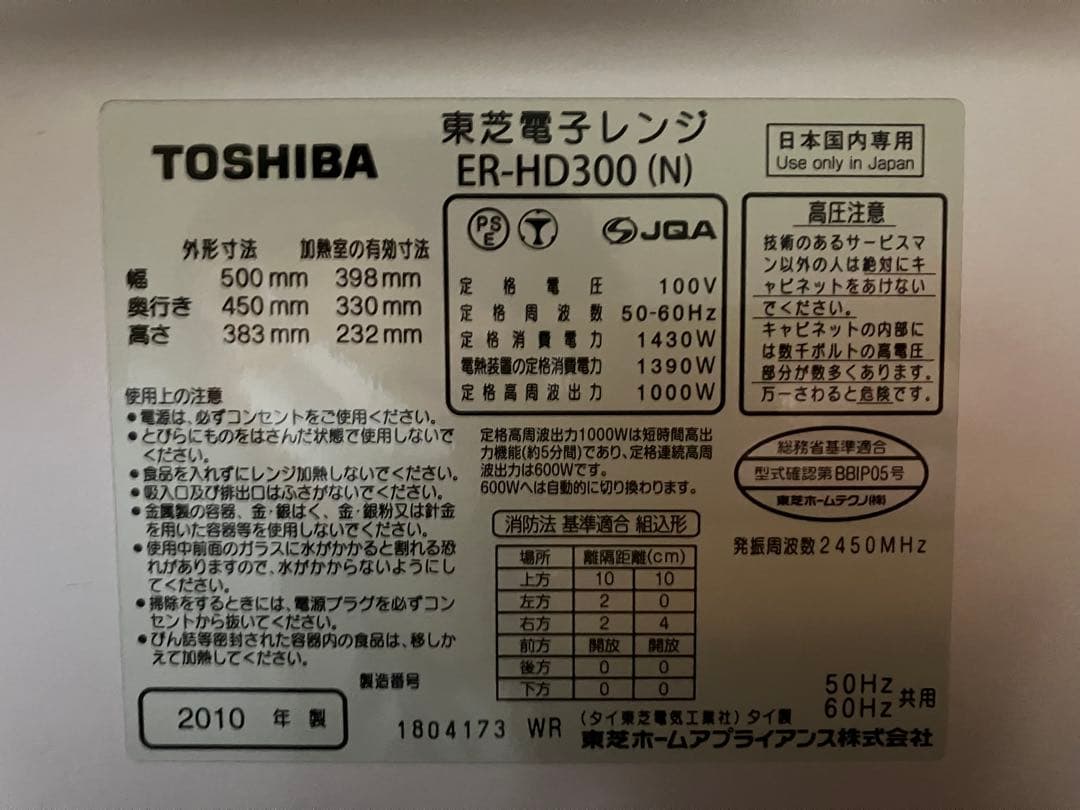 TOSHIBA
東芝電子レンジ
ER-HD300 (N)
日本国内専用
Use only in Japan
外形寸法 加熱室の有効寸法
幅 500mm 398mm
奥行き 450mm 330mm
高さ 383mm 232mm
PS
E
JQA
定格電圧 100V
定格周波数 50-60Hz
定格消費電力 1430W
電熱装置の定格消費電力 1390W
定格高周波出力 1000W
高圧注意
技術のあるサービスマ
ン以外の人は絶対にキ
ャビネットをあけない
でください。
キャビネットの内部に
は数千ボルトの高電圧
部分が数多くあります。
万一さわると危険です。
使用上の注意
●電源は、必ずコンセントをご使用ください。
●とびらにものをはさんだ状態で使用しないで
ください。
●食品を入れずにレンジ加熱しないでください。
●吸入口及び排出口はふさがないでください。
●金属製の容器、金・銀はく、金・銀粉又は針金
を用いた容器等を使用しないでください。
●使用中前面のガラスに水がかかると割れる恐
れがありますので、水がかからないようにし
てください。
●掃除をするときには、電源プラグを必ずコン
セントから抜いてください。
●びん詰等密封された容器内の食品は、移しか
えて加熱してください。
定格高周波出力1000Wは短時間高出
力機能(約5分間)であり、定格連続高周
波出力は600Wです。
600Wへは自動的に切り換わります。
総務省基準適合
型式確認第BBIP05号
東芝ホームテクノ(株)
発振周波数2450MHz
消防法 基準適合 組込形
場所 離隔距離(cm)
上方 10 10
左方 2 0
右方 2 4
前方 開放 開放
後方 0 0
下方 0 0
製造番号
2010 年製
1804173 WR
50Hz
60Hz 共用
(タイ東芝電気工業社)タイ製
東芝ホームアプライアンス株式会社